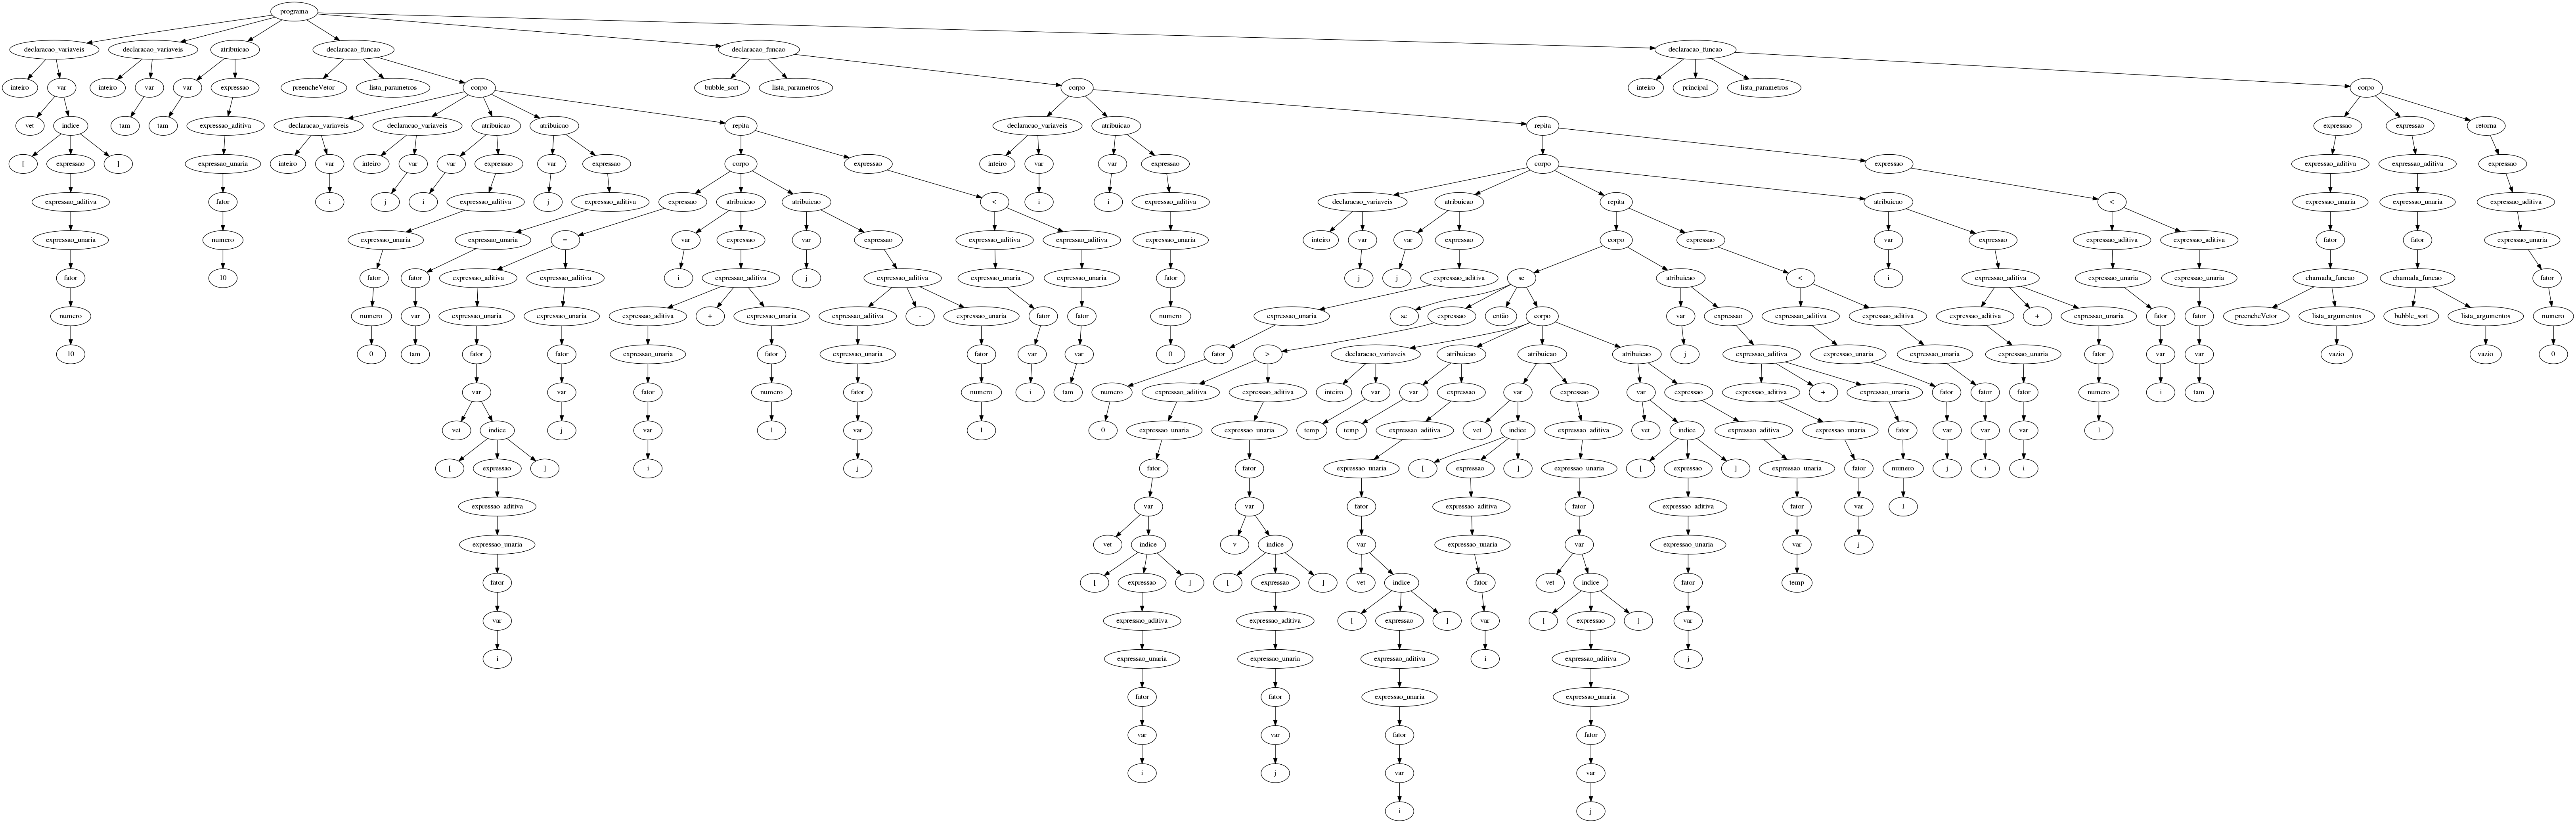 programa
declaracao_variaveis declaracao_variaveis atribuicao declaracao_funcao declaracao_funcao declaracao_funcao
inteiro var inteiro var var expressao preencheVetor lista_parametros corpo bubble_sort lista_parametros corpo inteiro principal lista_parametros corpo
vet indice tam tam expressao_aditiva declaracao_variaveis declaracao_variaveis atribuicao atribuicao repita declaracao_variaveis atribuicao repita expressao expressao retorna
[ expressao ] expressao_unaria inteiro var inteiro var var expressao var expressao corpo expressao inteiro var var expressao corpo expressao expressao_aditiva expressao_aditiva expressao
expressao_aditiva fator i j i expressao_aditiva j expressao_aditiva expressao atribuicao atribuicao < i i expressao_aditiva declaracao_variaveis atribuicao repita atribuicao < expressao_unaria expressao_unaria expressao_aditiva
expressao_unaria numero expressao_unaria expressao_unaria = var expressao var expressao expressao_aditiva expressao_aditiva expressao_unaria inteiro var var expressao corpo expressao var expressao expressao_aditiva expressao_aditiva fator fator expressao_unaria
fator 10 fator fator expressao_aditiva expressao_aditiva i expressao_aditiva j expressao_aditiva expressao_unaria expressao_unaria fator j j expressao_aditiva se atribuicao < i expressao_aditiva expressao_unaria expressao_unaria chamada_funcao chamada_funcao fator
numero numero var expressao_unaria expressao_unaria expressao_aditiva + expressao_unaria expressao_aditiva - expressao_unaria fator fator numero expressao_unaria se expressao então corpo var expressao expressao_aditiva expressao_aditiva expressao_aditiva + expressao_unaria fator fator preencheVetor lista_argumentos bubble_sort lista_argumentos numero
10 0 tam fator fator expressao_unaria fator expressao_unaria fator var var 0 fator > declaracao_variaveis atribuicao atribuicao atribuicao j expressao_aditiva expressao_unaria expressao_unaria expressao_unaria fator var var vazio vazio 0
var var fator numero fator numero i tam numero expressao_aditiva expressao_aditiva inteiro var var expressao var expressao var expressao expressao_aditiva + expressao_unaria fator fator fator numero i tam
vet indice j var 1 var 1 0 expressao_unaria expressao_unaria temp temp expressao_aditiva vet indice expressao_aditiva vet indice expressao_aditiva expressao_unaria fator var var var 1
[ expressao ] i j fator fator expressao_unaria [ expressao ] expressao_unaria [ expressao ] expressao_unaria fator numero j i i
expressao_aditiva var var fator expressao_aditiva fator expressao_aditiva fator var 1
expressao_unaria vet indice v indice var expressao_unaria var expressao_unaria var j
fator [ expressao ] [ expressao ] vet indice fator vet indice fator temp
var expressao_aditiva expressao_aditiva [ expressao ] var [ expressao ] var
i expressao_unaria expressao_unaria expressao_aditiva i expressao_aditiva j
fator fator expressao_unaria expressao_unaria
var var fator fator
i j var var
i j